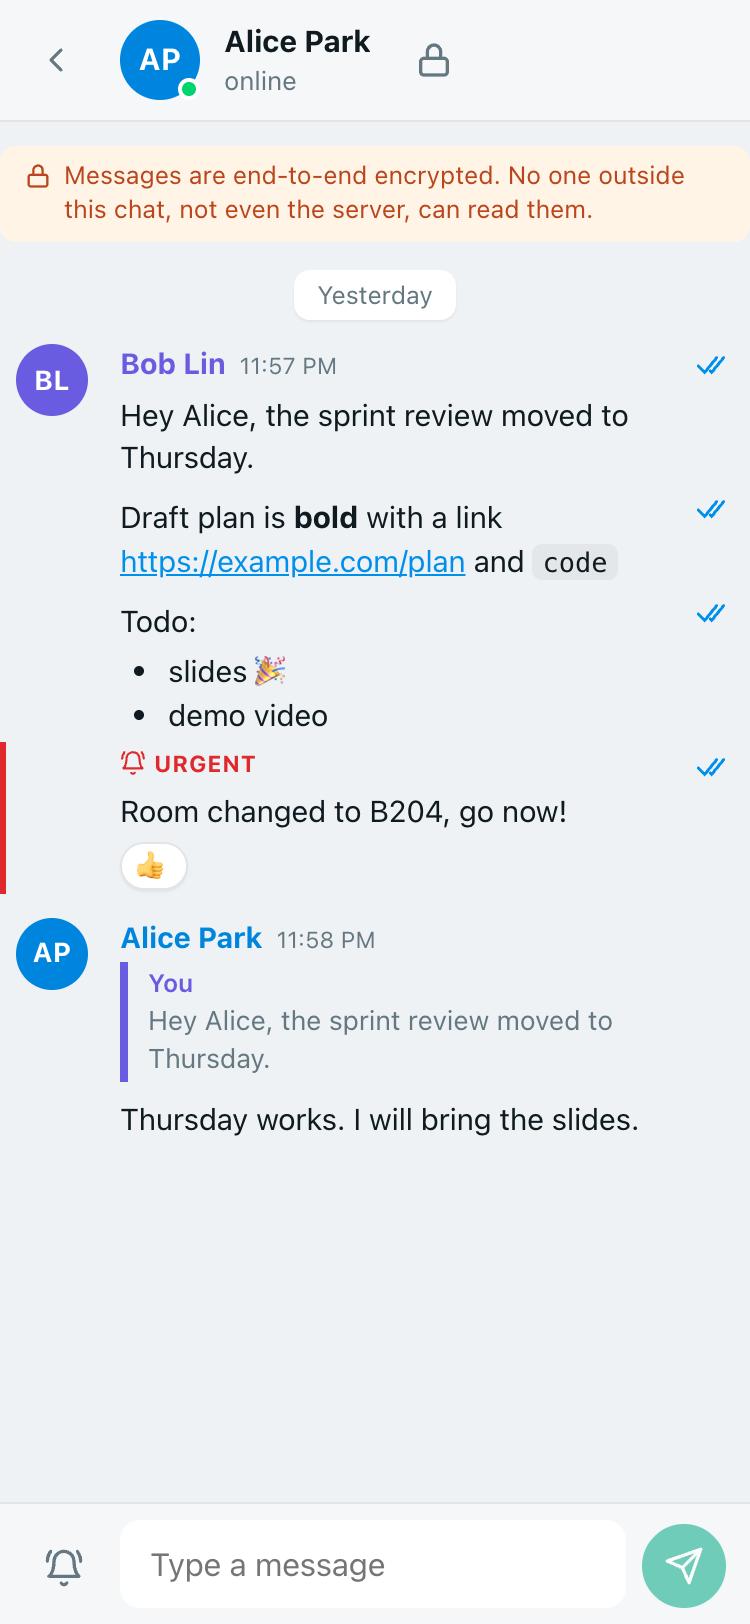 AP
Alice Park
online
Messages are end-to-end encrypted. No one outside
this chat, not even the server, can read them.
Yesterday
BL
Bob Lin 11:57 PM
Hey Alice, the sprint review moved to
Thursday.
Draft plan is bold with a link
https://example.com/plan and code
Todo:
• slides 🎉
• demo video
URGENT
Room changed to B204, go now!
👍
AP
Alice Park 11:58 PM
You
Hey Alice, the sprint review moved to
Thursday.
Thursday works. I will bring the slides.
Type a message